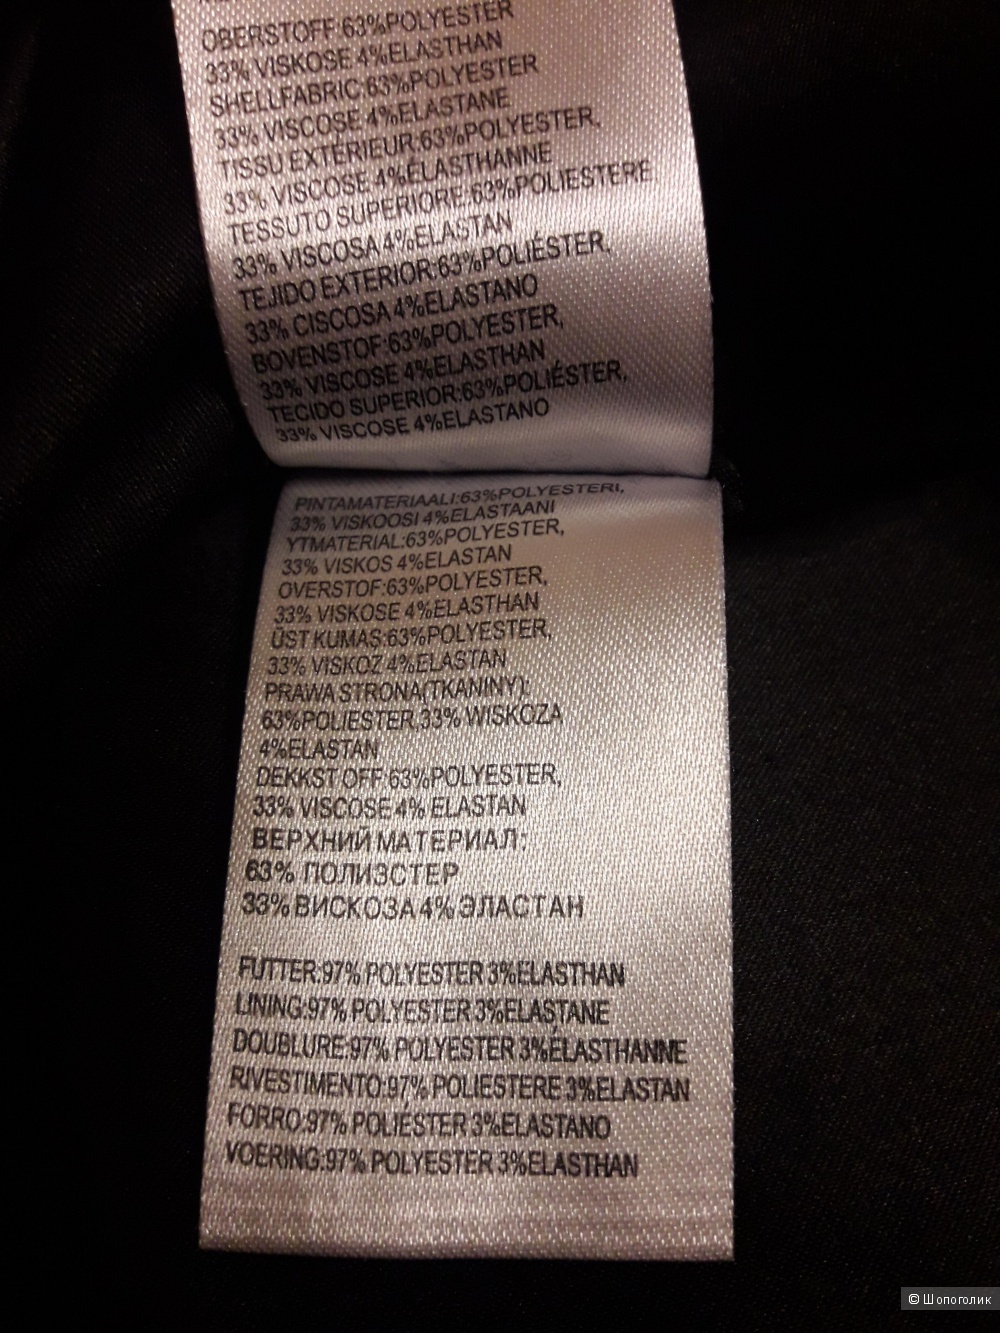 OBERSTOFF:63%POLYESTER
33% VISKOSE 4%ELASTHAN
SHELLFABRIC:63%POLYESTER
33% VISCOSE 4%ELASTANE
TISSU EXTÉRIEUR:63%POLYESTER,
33% VISCOSE 4%ÉLASTHANNE
TESSUTO SUPERIORE:63%POLIESTERE
33% VISCOSA 4%ELASTAN
TEJIDO EXTERIOR:63%POLIÉSTER,
33% CISCOSA 4%ELASTANO
BOVENSTOF:63%POLYESTER,
33% VISCOSE 4%ELASTHAN
TECIDO SUPERIOR:63%POLIÉSTER,
33% VISCOSE 4%ELASTANO
PINTAMATERIAALI:63%POLYESTERI,
33% VISKOOSI 4%ELASTAANI
YTMATERIAL:63%POLYESTER,
33% VISKOS 4%ELASTAN
OVERSTOF:63%POLYESTER,
33% VISKOSE 4%ELASTHAN
ÜST KUMAS:63%POLYESTER,
33% VISKOZ 4%ELASTAN
PRAWA STRONA(TKANINY):
63%POLIESTER,33% WISKOZA
4%ELASTAN
DEKKST OFF:63%POLYESTER,
33% VISCOSE 4% ELASTAN
ВЕРХНИЙ МАТЕРИАЛ:
63% ПОЛИЭСТЕР
33% ВИСКОЗА 4% ЭЛАСТАН
FUTTER:97% POLYESTER 3%ELASTHAN
LINING:97% POLYESTER 3%ELASTANE
DOUBLURE:97% POLYESTER 3%ÉLASTHANNE
RIVESTIMENTO:97% POLIESTERE 3%ELASTAN
FORRO:97% POLIÉSTER 3%ELASTANO
VOERING:97% POLYESTER 3%ELASTHAN
© Шопоголик